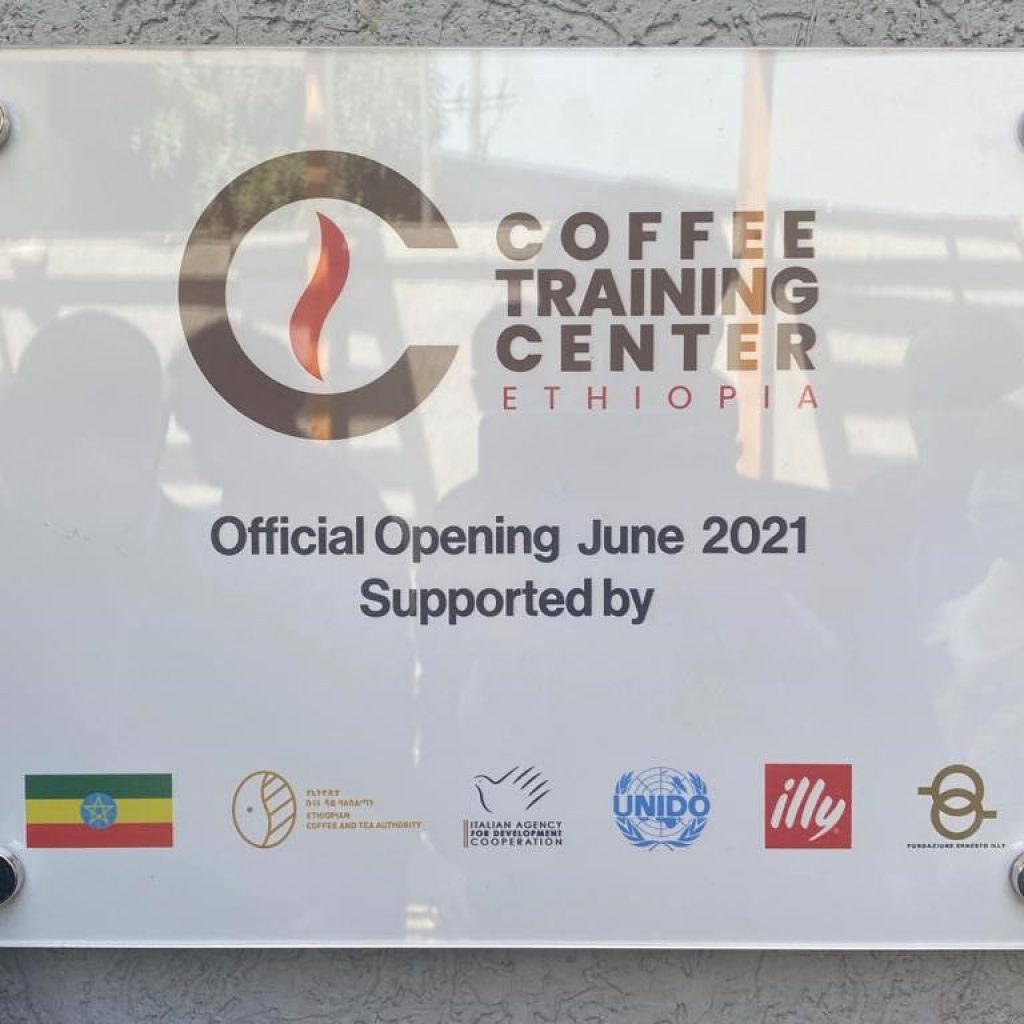 COFFEE
TRAINING
CENTER
ETHIOPIA
Official Opening June 2021
Supported by
ETHIOPIAN
COFFEE AND TEA AUTHORITY
ITALIAN AGENCY
FOR DEVELOPMENT
COOPERATION
UNIDO
illy
FONDAZIONE ERNESTO ILLY